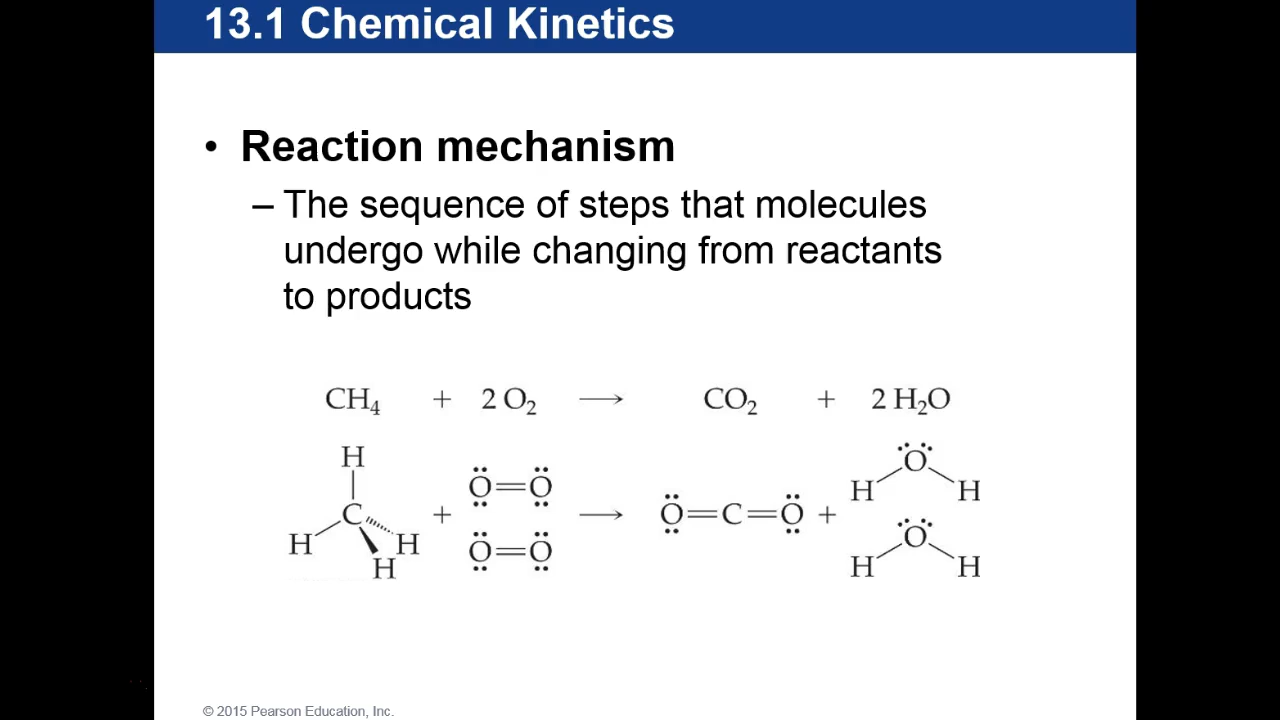 13.1 Chemical Kinetics
• Reaction mechanism
– The sequence of steps that molecules
undergo while changing from reactants
to products
CH₄ + 2 O₂ → CO₂ + 2 H₂O
H
C
H H
H
+
O=O
O=O
→
O=C=O
+
O
H H
O
H H
© 2015 Pearson Education, Inc.